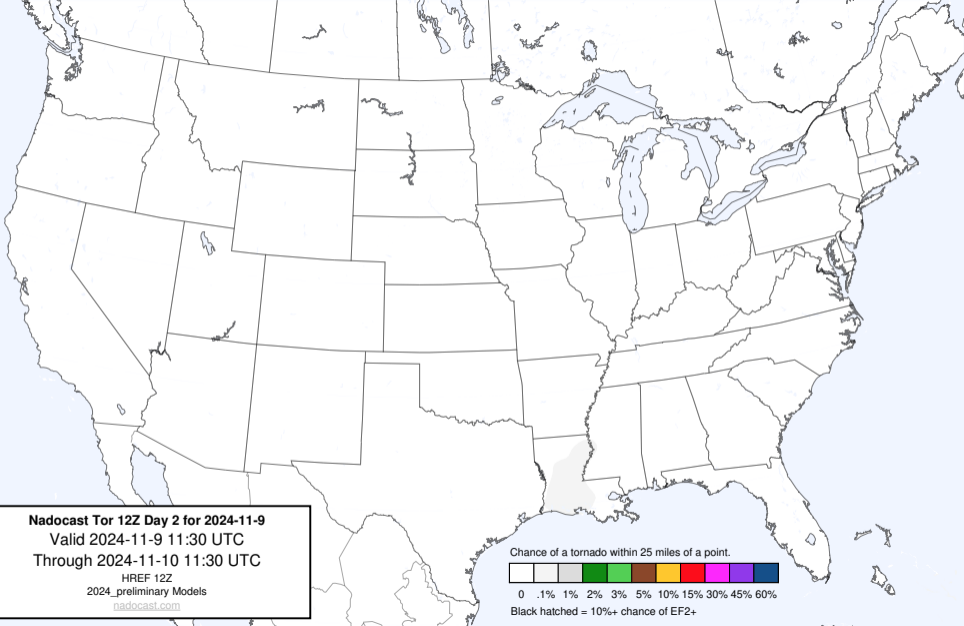 Nadocast Tor 12Z Day 2 for 2024-11-9
Valid 2024-11-9 11:30 UTC
Through 2024-11-10 11:30 UTC
HREF 12Z
2024_preliminary Models
nadocast.com
Chance of a tornado within 25 miles of a point.
0 .1% 1% 2% 3% 5% 10% 15% 30% 45% 60%
Black hatched = 10%+ chance of EF2+